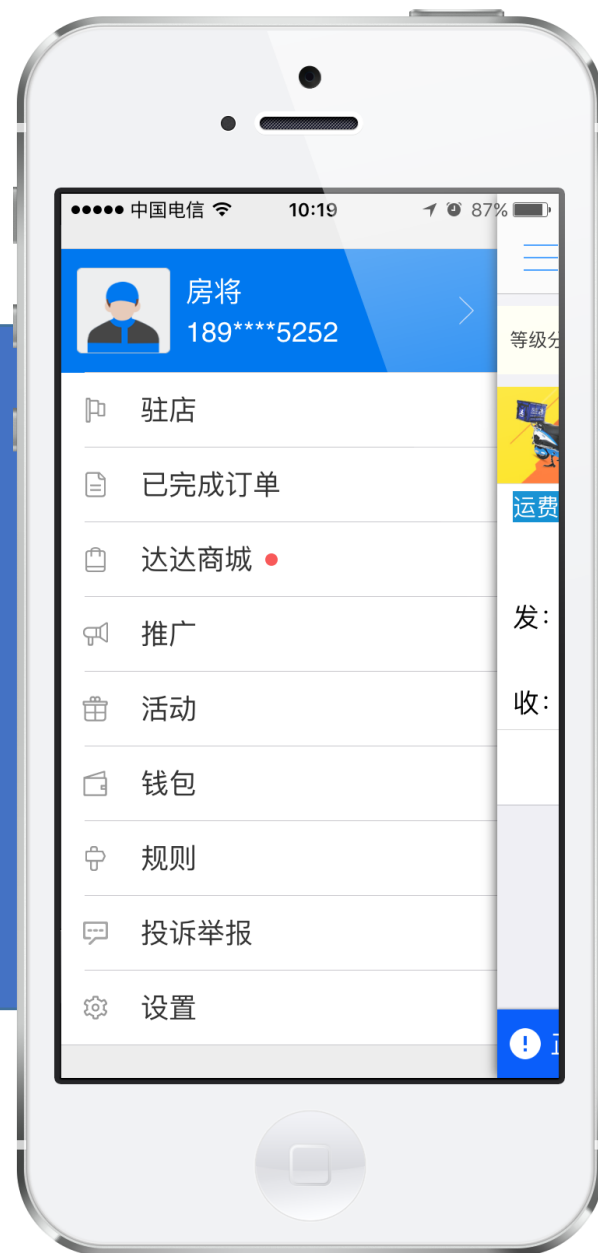 中国电信
10:19
87%
房将
189****5252
驻店
已完成订单
达达商城
推广
活动
钱包
规则
投诉举报
设置
等级分
运费
发：
收：